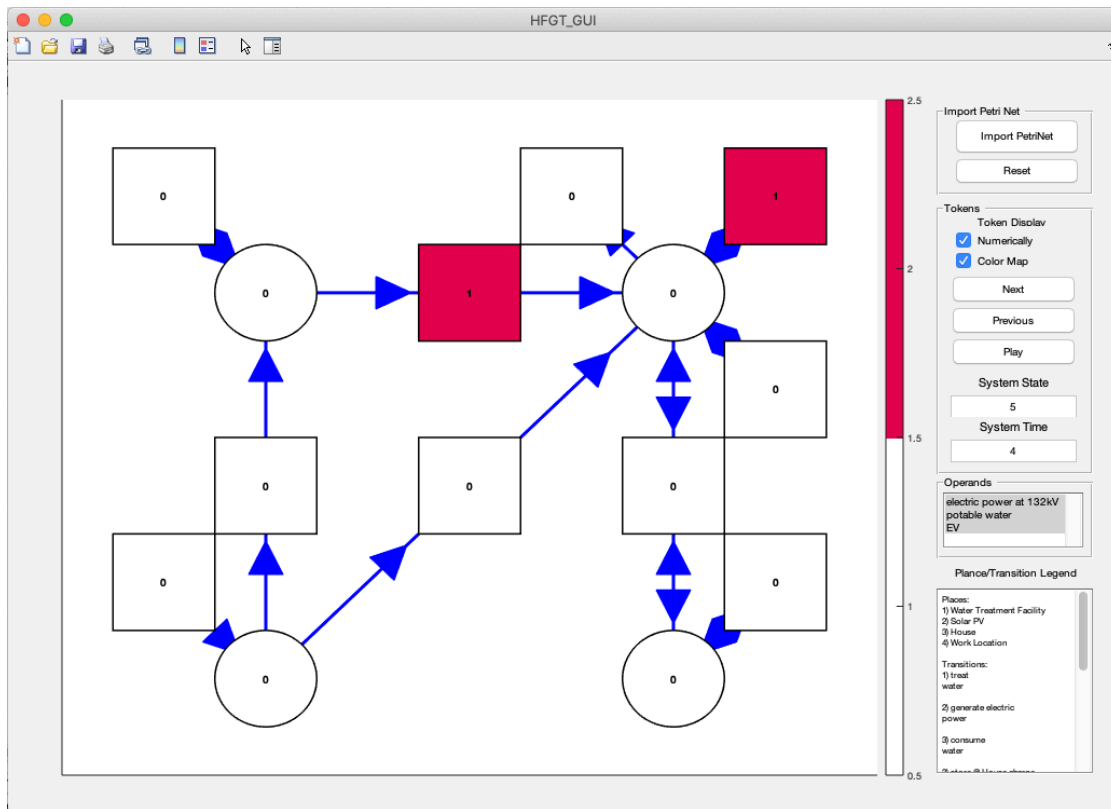 HFGT_GUI
0
0
1
0
1
0
0
0
0
0
0
0
0
0
2.5
2
1.5
1
0.5
Import Petri Net
Import PetriNet
Reset
Tokens
Token Display
Numerically
Color Map
Next
Previous
Play
System State
5
System Time
4
Operands
electric power at 132kV
potable water
EV
Plance/Transition Legend
Places:
1) Water Treatment Facility
2) Solar PV
3) House
4) Work Location
Transitions:
1) treat
water
2) generate electric
power
3) consume
water